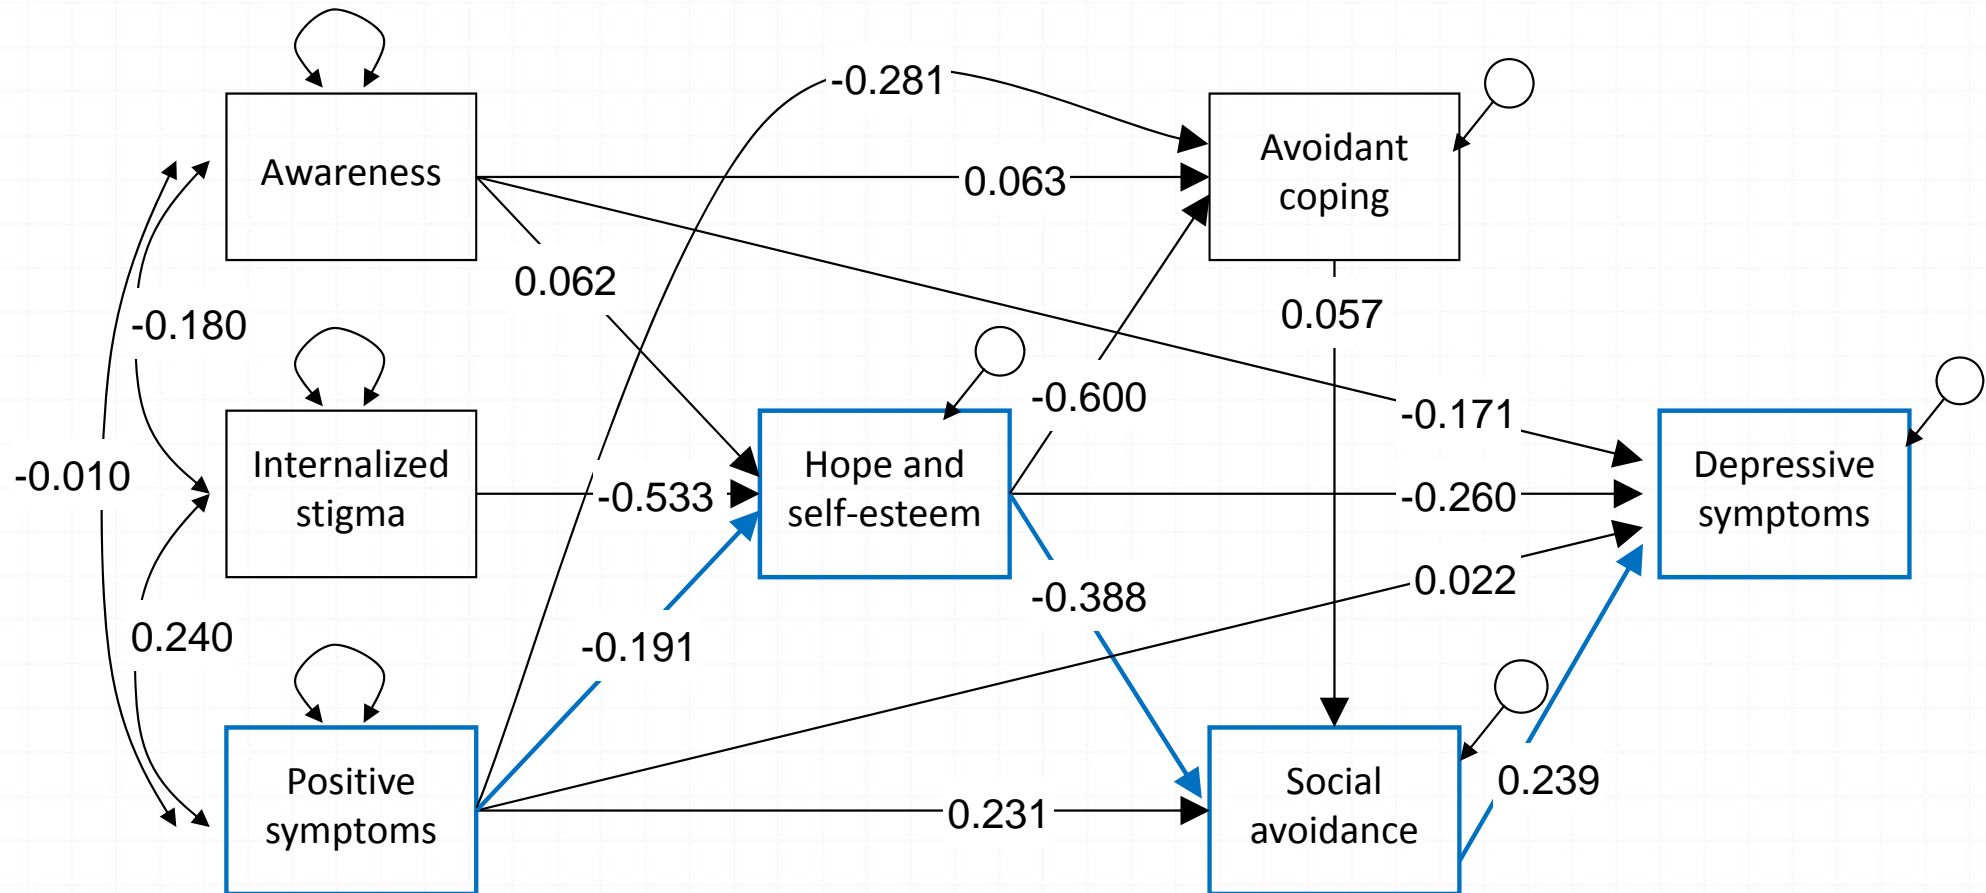 -0.281
Awareness
Avoidant
coping
0.063
0.062
-0.180
0.057
-0.600
-0.171
-0.010
Internalized
stigma
-0.533
Hope and
self-esteem
-0.260
Depressive
symptoms
0.022
-0.388
0.240
-0.191
Positive
symptoms
0.231
Social
avoidance
0.239